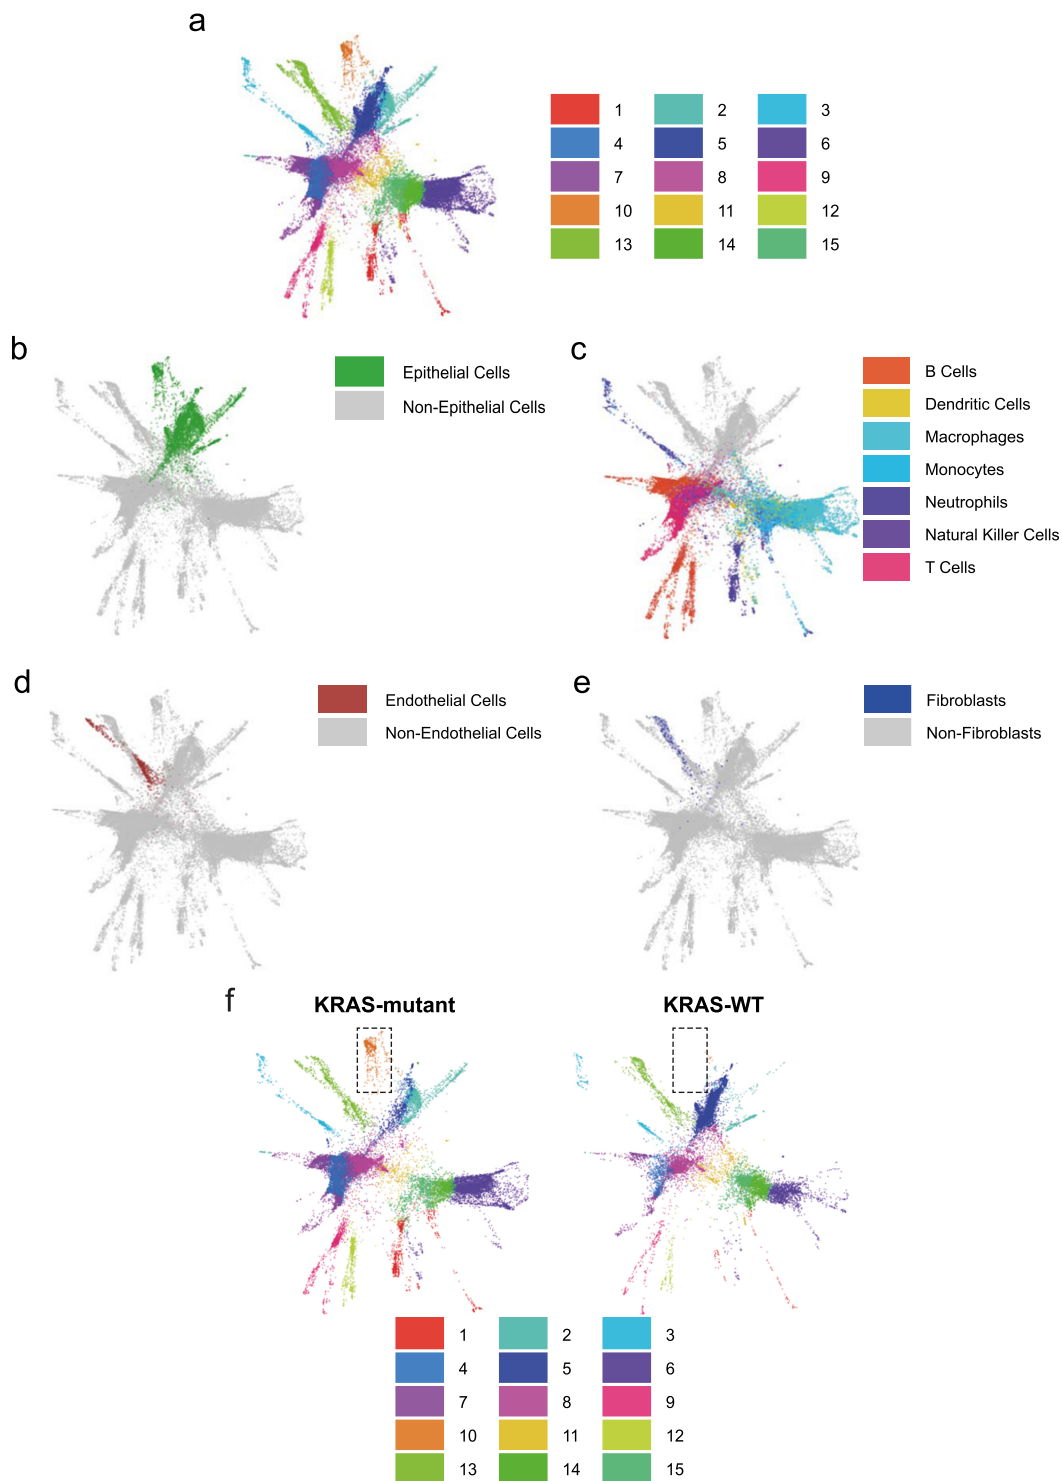 a
1 2 3
4 5 6
7 8 9
10 11 12
13 14 15
b
Epithelial Cells
Non-Epithelial Cells
c
B Cells
Dendritic Cells
Macrophages
Monocytes
Neutrophils
Natural Killer Cells
T Cells
d
Endothelial Cells
Non-Endothelial Cells
e
Fibroblasts
Non-Fibroblasts
f
KRAS-mutant
KRAS-WT
1 2 3
4 5 6
7 8 9
10 11 12
13 14 15